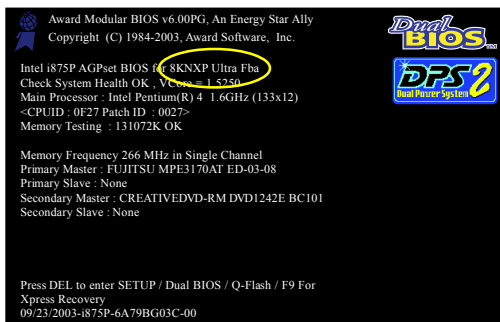 Award Modular BIOS v6.00PG, An Energy Star Ally
Copyright (C) 1984-2003, Award Software, Inc.
Dual
BIOS
TM
Intel i875P AGPset BIOS for 8KNXP Ultra Fba
Check System Health OK , VCore = 1.5250
Main Processor : Intel Pentium(R) 4 1.6GHz (133x12)
<CPUID : 0F27 Patch ID : 0027>
Memory Testing : 131072K OK
DPS2
Dual Power System
Memory Frequency 266 MHz in Single Channel
Primary Master : FUJITSU MPE3170AT ED-03-08
Primary Slave : None
Secondary Master : CREATIVEDVD-RM DVD1242E BC101
Secondary Slave : None
Press DEL to enter SETUP / Dual BIOS / Q-Flash / F9 For
Xpress Recovery
09/23/2003-i875P-6A79BG03C-00